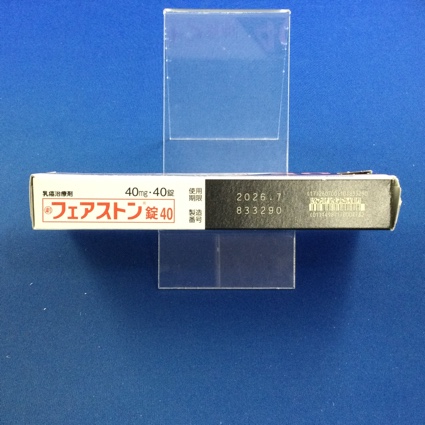 乳癌治療剤
40mg・40錠
フェアストン®錠40
使用
期限
2026.7
製造
番号
833290